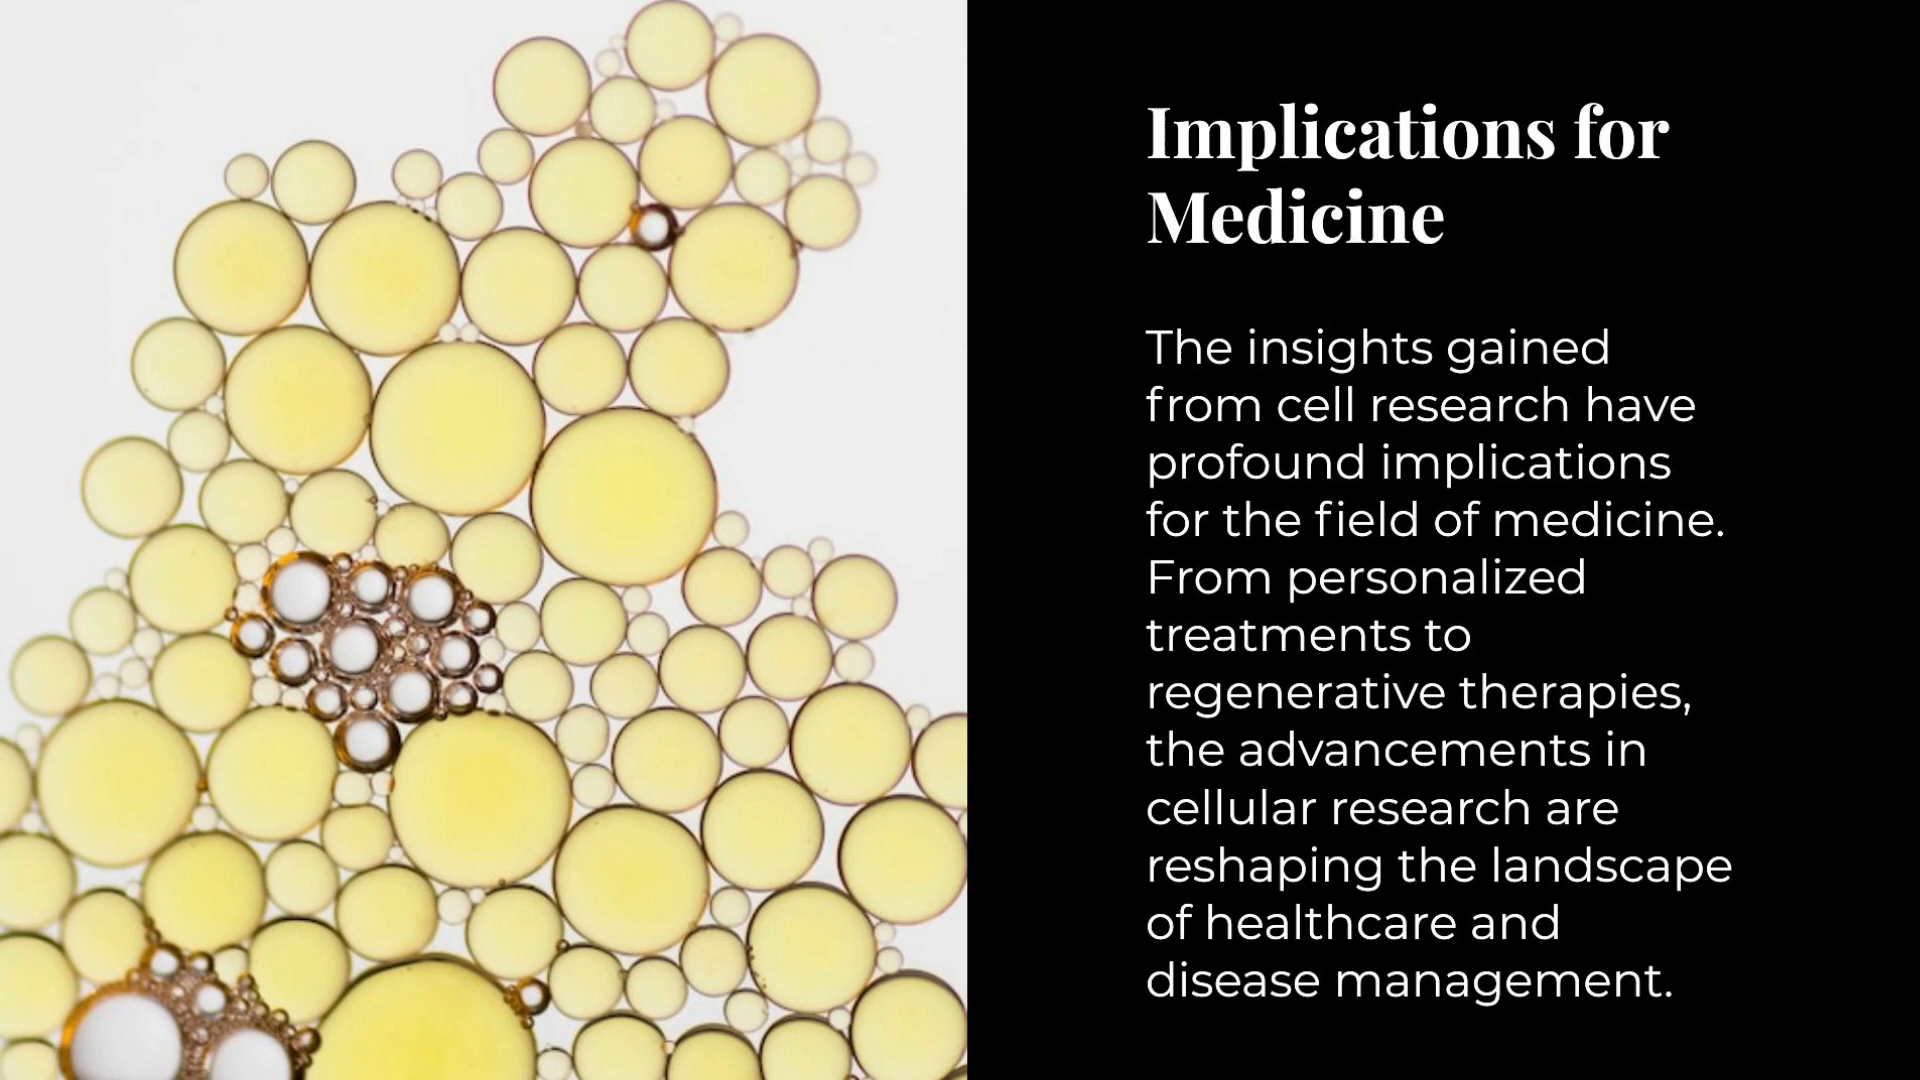 Implications for
Medicine
The insights gained
from cell research have
profound implications
for the field of medicine.
From personalized
treatments to
regenerative therapies,
the advancements in
cellular research are
reshaping the landscape
of healthcare and
disease management.